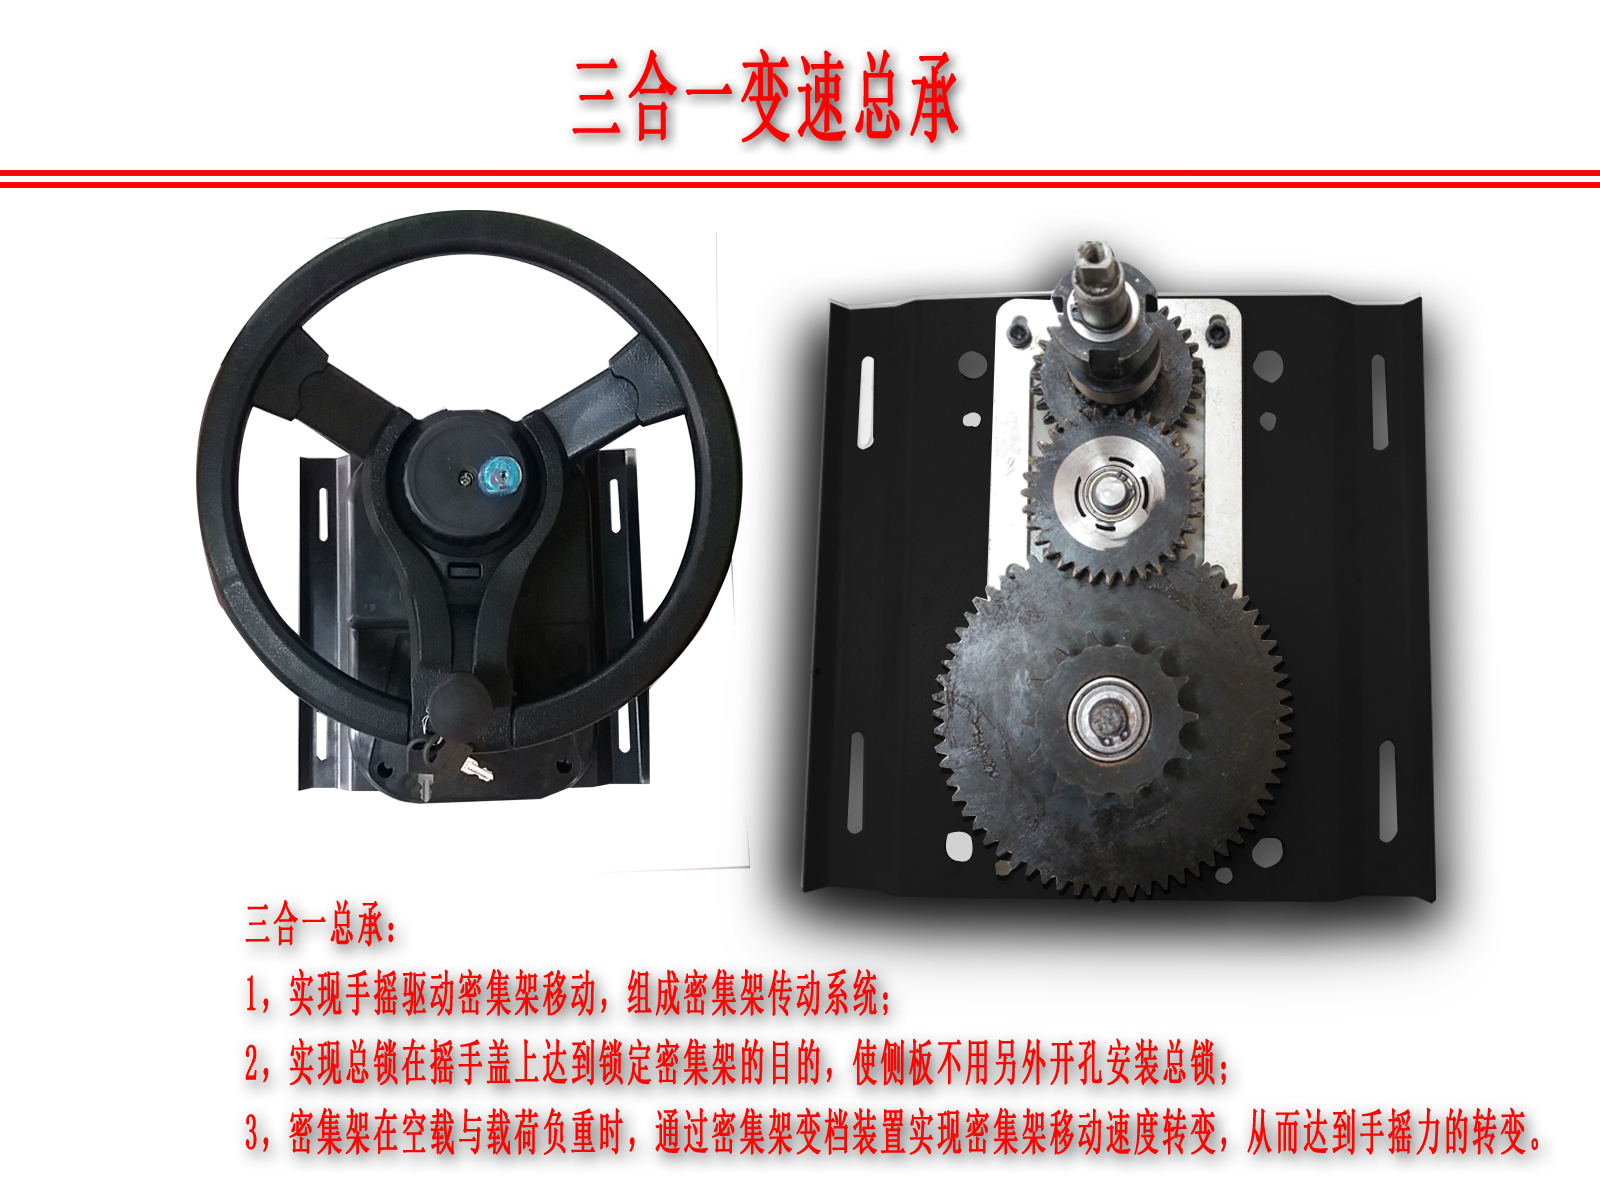 三合一变速总承
三合一总承:
1，实现手摇驱动密集架移动，组成密集架传动系统；
2，实现总锁在摇手盖上达到锁定密集架的目的，使侧板不用另外开孔安装总锁；
3，密集架在空载与载荷负重时，通过密集架变档装置实现密集架移动速度转变，从而达到手摇力的转变。